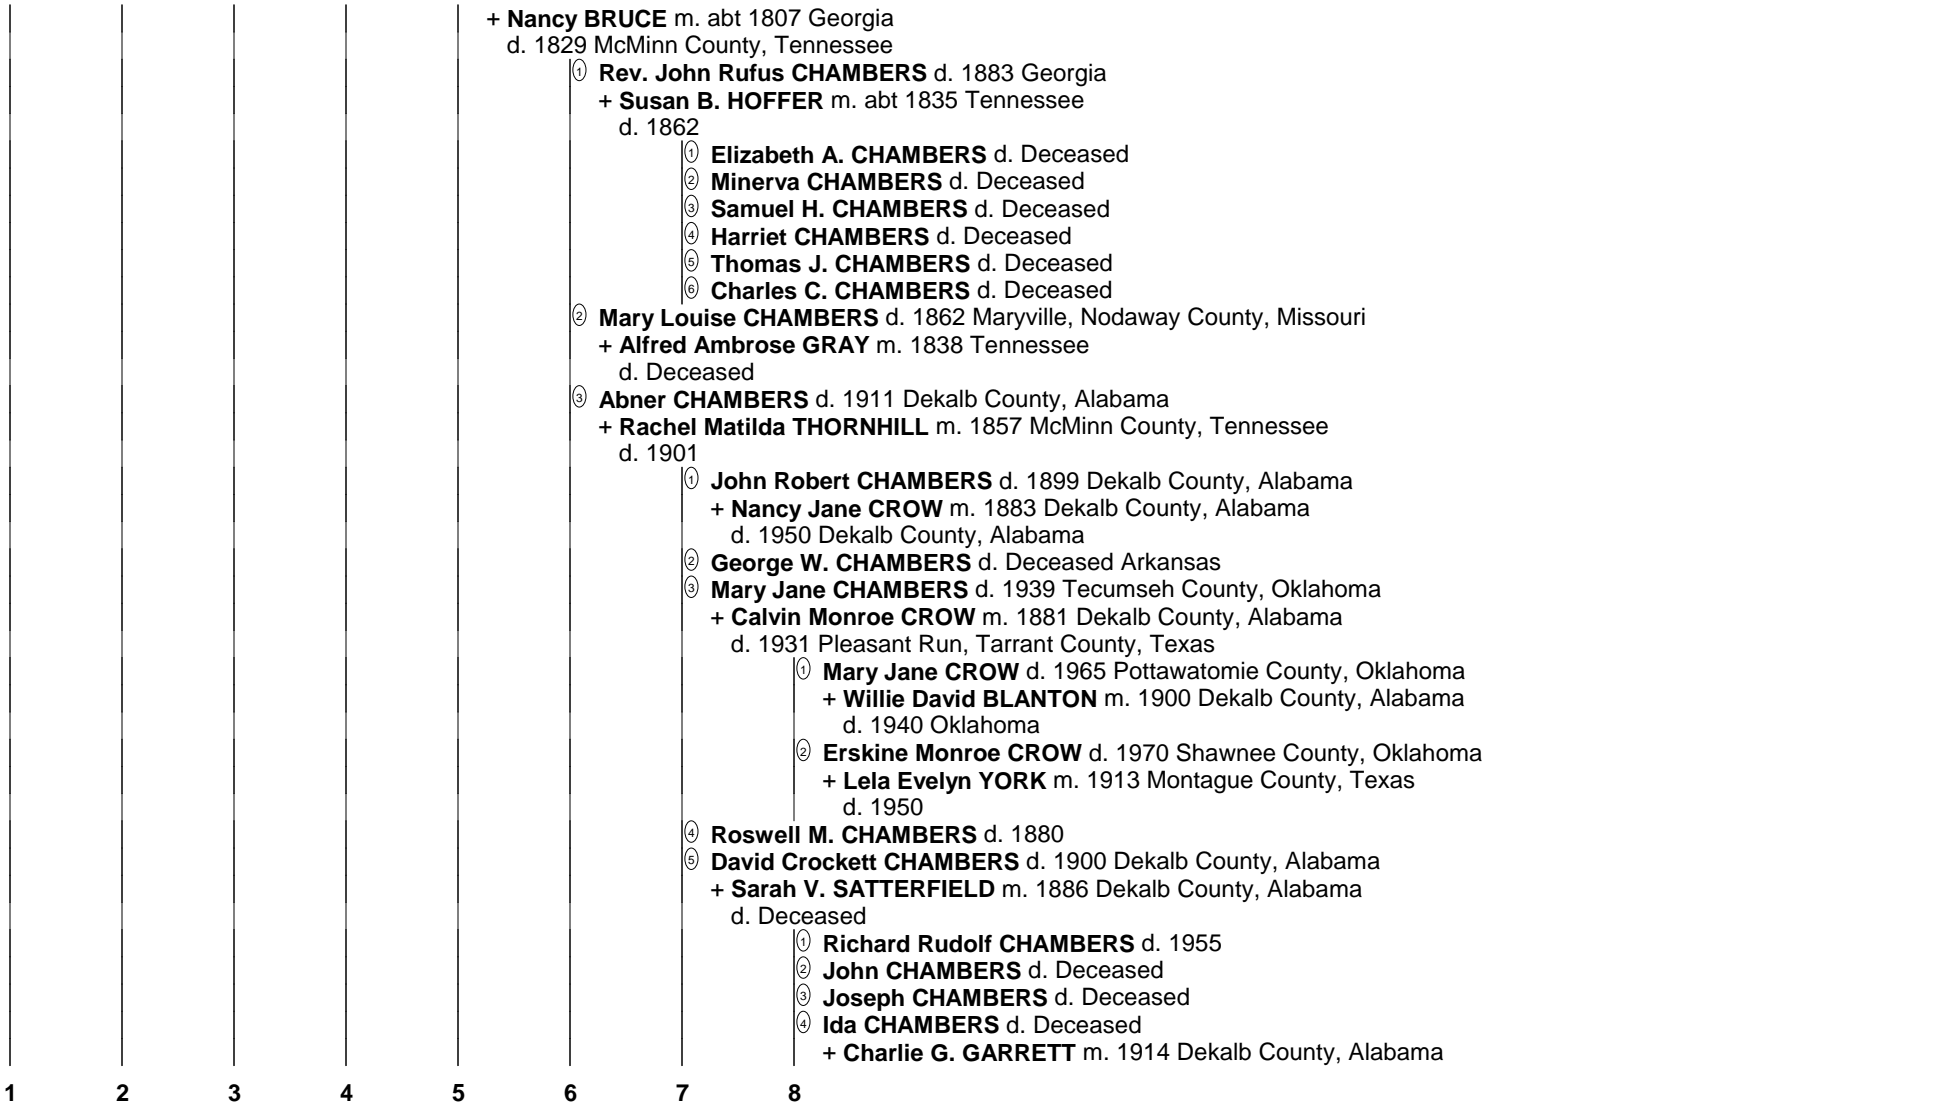 + Nancy BRUCE m. abt 1807 Georgia
d. 1829 McMinn County, Tennessee
1 Rev. John Rufus CHAMBERS d. 1883 Georgia
+ Susan B. HOFFER m. abt 1835 Tennessee
d. 1862
1 Elizabeth A. CHAMBERS d. Deceased
2 Minerva CHAMBERS d. Deceased
3 Samuel H. CHAMBERS d. Deceased
4 Harriet CHAMBERS d. Deceased
5 Thomas J. CHAMBERS d. Deceased
6 Charles C. CHAMBERS d. Deceased
2 Mary Louise CHAMBERS d. 1862 Maryville, Nodaway County, Missouri
+ Alfred Ambrose GRAY m. 1838 Tennessee
d. Deceased
3 Abner CHAMBERS d. 1911 Dekalb County, Alabama
+ Rachel Matilda THORNHILL m. 1857 McMinn County, Tennessee
d. 1901
1 John Robert CHAMBERS d. 1899 Dekalb County, Alabama
+ Nancy Jane CROW m. 1883 Dekalb County, Alabama
d. 1950 Dekalb County, Alabama
2 George W. CHAMBERS d. Deceased Arkansas
3 Mary Jane CHAMBERS d. 1939 Tecumseh County, Oklahoma
+ Calvin Monroe CROW m. 1881 Dekalb County, Alabama
d. 1931 Pleasant Run, Tarrant County, Texas
1 Mary Jane CROW d. 1965 Pottawatomie County, Oklahoma
+ Willie David BLANTON m. 1900 Dekalb County, Alabama
d. 1940 Oklahoma
2 Erskine Monroe CROW d. 1970 Shawnee County, Oklahoma
+ Lela Evelyn YORK m. 1913 Montague County, Texas
d. 1950
4 Roswell M. CHAMBERS d. 1880
5 David Crockett CHAMBERS d. 1900 Dekalb County, Alabama
+ Sarah V. SATTERFIELD m. 1886 Dekalb County, Alabama
d. Deceased
1 Richard Rudolf CHAMBERS d. 1955
2 John CHAMBERS d. Deceased
3 Joseph CHAMBERS d. Deceased
4 Ida CHAMBERS d. Deceased
+ Charlie G. GARRETT m. 1914 Dekalb County, Alabama
1 2 3 4 5 6 7 8